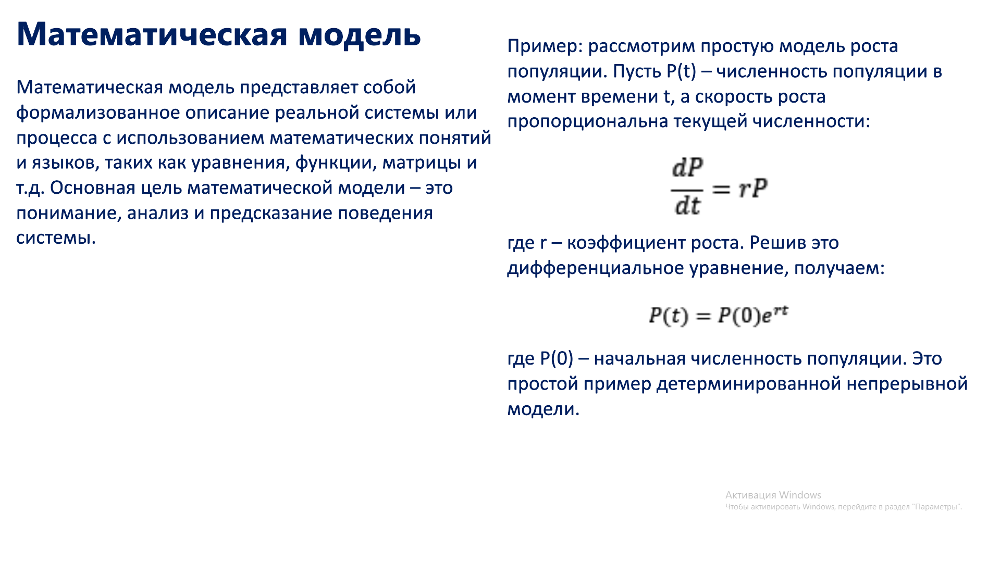 Математическая модель
Математическая модель представляет собой
формализованное описание реальной системы или
процесса с использованием математических понятий
и языков, таких как уравнения, функции, матрицы и
т.д. Основная цель математической модели – это
понимание, анализ и предсказание поведения
системы.
Пример: рассмотрим простую модель роста
популяции. Пусть P(t) – численность популяции в
момент времени t, а скорость роста
пропорциональна текущей численности:
dP/dt = rP
где r – коэффициент роста. Решив это
дифференциальное уравнение, получаем:
P(t) = P(0)e^{rt}
где P(0) – начальная численность популяции. Это
простой пример детерминированной непрерывной
модели.
Активация Windows
Чтобы активировать Windows, перейдите в раздел "Параметры".